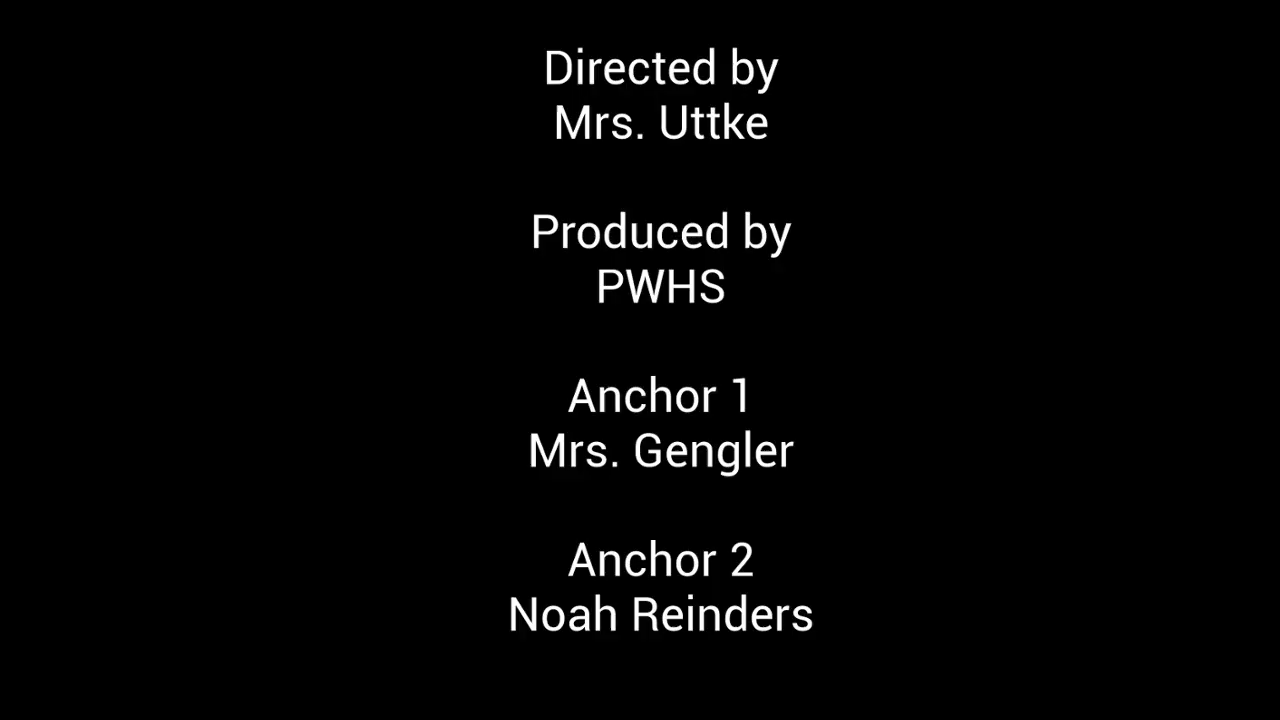 Directed by
Mrs. Uttke
Produced by
PWHS
Anchor 1
Mrs. Gengler
Anchor 2
Noah Reinders